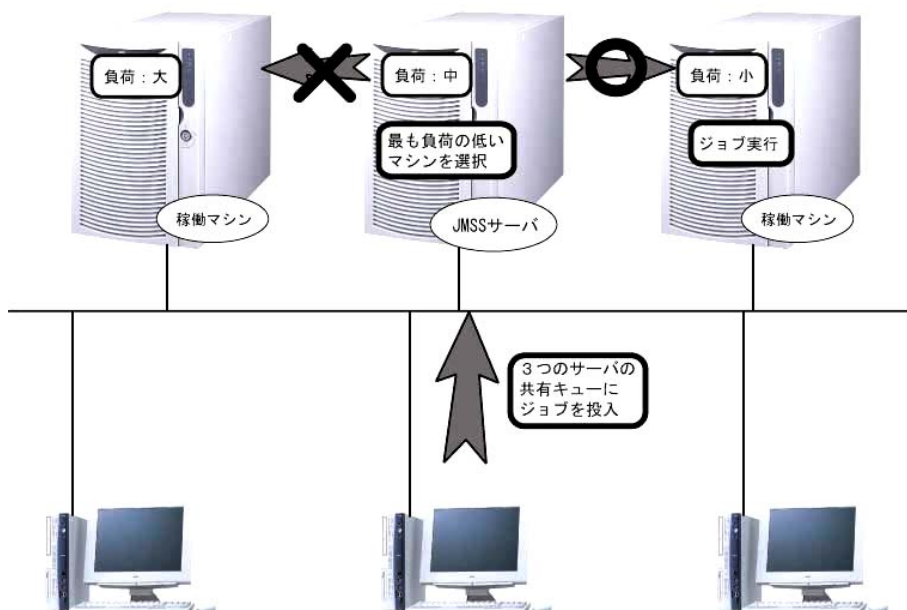 負荷：大
負荷：中
負荷：小
最も負荷の低い
マシンを選択
ジョブ実行
稼働マシン
JMSSサーバ
稼働マシン
３つのサーバの
共有キューに
ジョブを投入